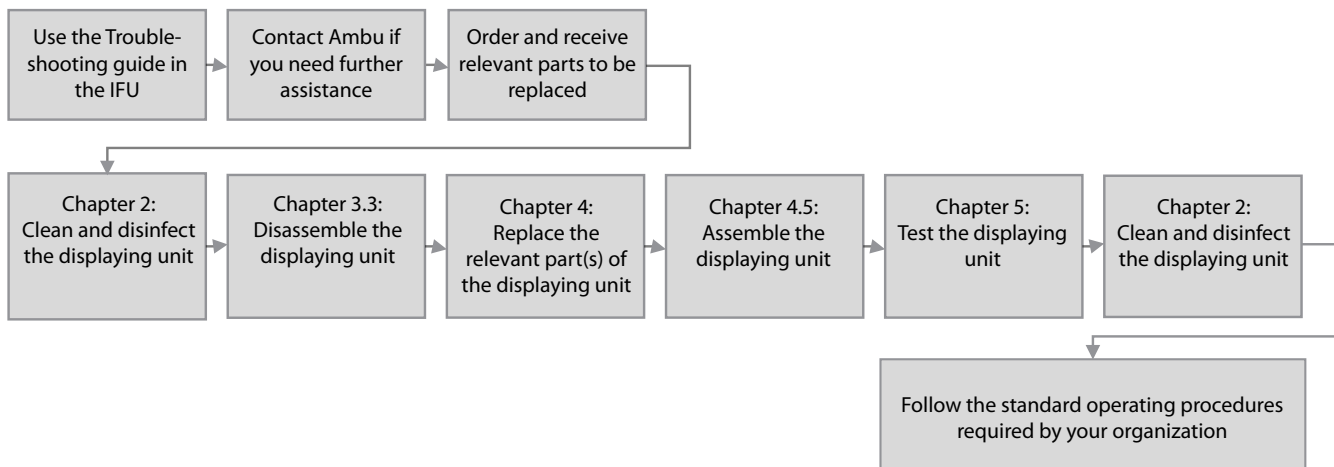 Use the Trouble-
shooting guide in
the IFU
Contact Ambu if
you need further
assistance
Order and receive
relevant parts to be
replaced
Chapter 2:
Clean and disinfect
the displaying unit
Chapter 3.3:
Disassemble the
displaying unit
Chapter 4:
Replace the
relevant part(s) of
the displaying unit
Chapter 4.5:
Assemble the
displaying unit
Chapter 5:
Test the displaying
unit
Chapter 2:
Clean and disinfect
the displaying unit
Follow the standard operating procedures
required by your organization